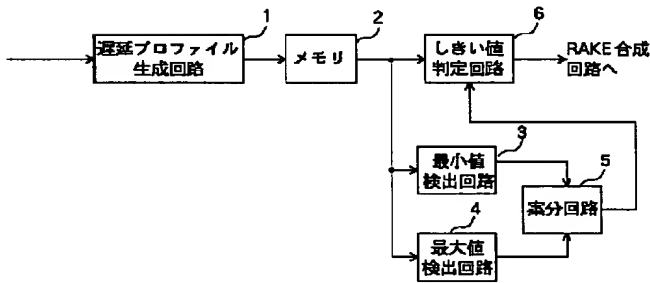 1
遅延プロファイル
生成回路
2
メモリ
6
しきい値
判定回路
RAKE合成
回路へ
3
最小値
検出回路
5
案分回路
4
最大値
検出回路